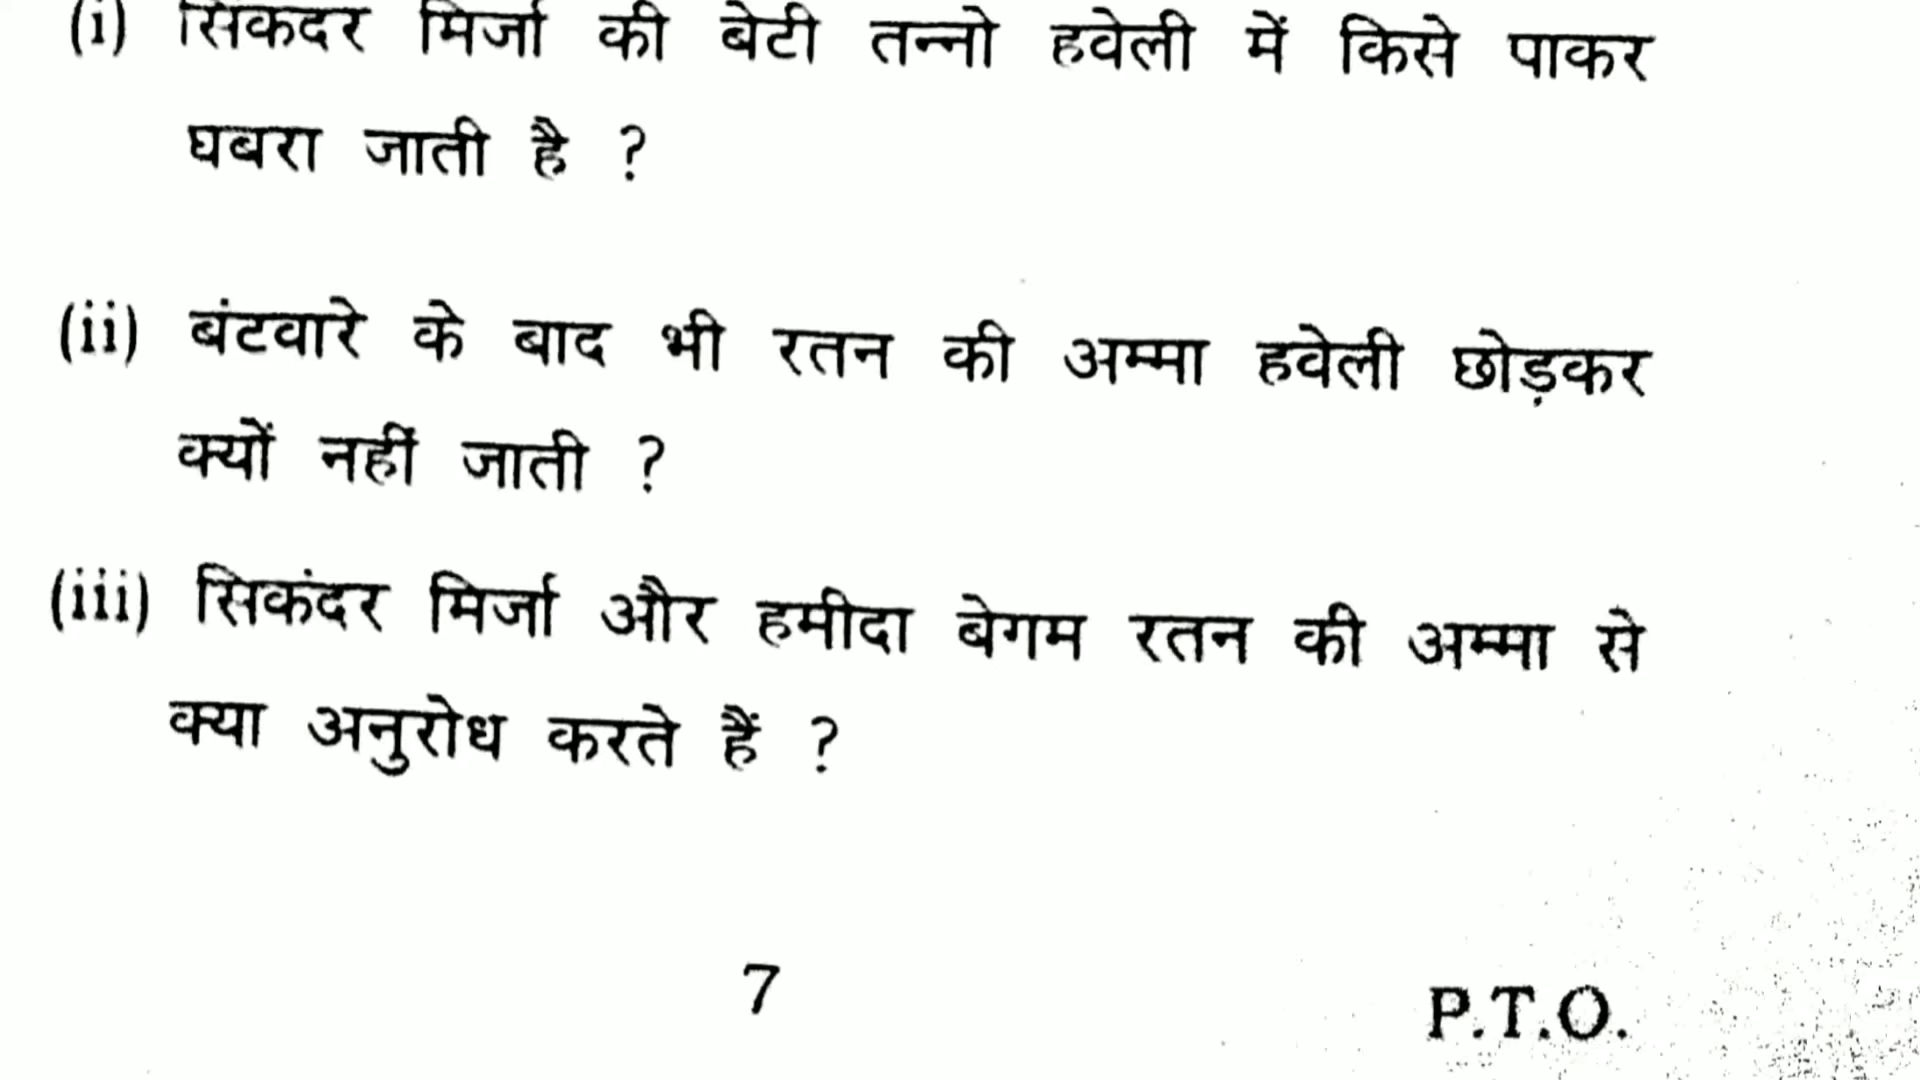 (i) सिकंदर मिर्जा की बेटी तन्नो हवेली में किसे पाकर
घबरा जाती है ?
(ii) बंटवारे के बाद भी रतन की अम्मा हवेली छोड़कर
क्यों नहीं जाती ?
(iii) सिकंदर मिर्जा और हमीदा बेगम रतन की अम्मा से
क्या अनुरोध करते हैं ?
7
P.T.O.